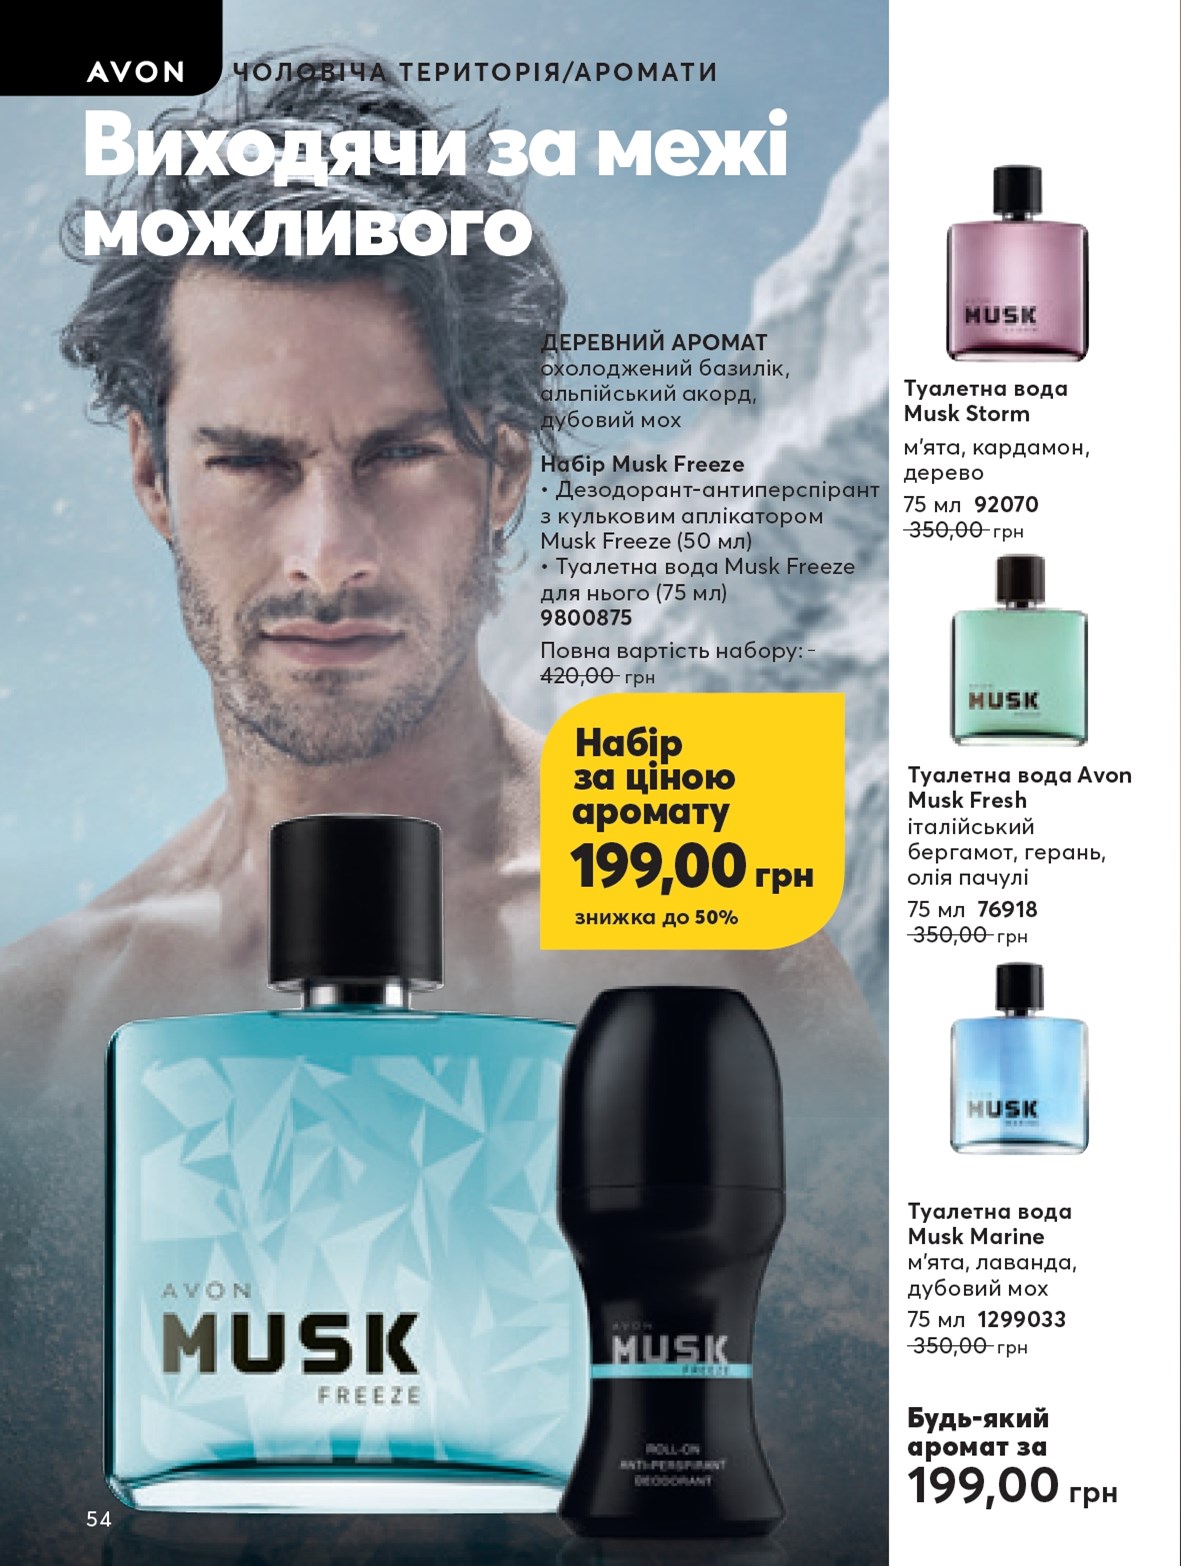 AVON
ЧОЛОВІЧА ТЕРИТОРІЯ/АРОМАТИ
Виходячи за межі
можливого
ДЕРЕВНИЙ АРОМАТ
охолоджений базилік,
альпійський акорд,
дубовий мох
Набір Musk Freeze
• Дезодорант-антиперспірант
з кульковим аплікатором
Musk Freeze (50 мл)
• Туалетна вода Musk Freeze
для нього (75 мл)
9800875
Повна вартість набору: -
420,00 грн
Набір
за ціною
аромату
199,00 грн
знижка до 50%
AVON
MUSK
FREEZE
AVON
MUSK
FREEZE
ROLL-ON
ANTI-PERSPIRANT
DEODORANT
54
MUSK
Туалетна вода
Musk Storm
м'ята, кардамон,
дерево
75 мл 92070
350,00 грн
MUSK
Туалетна вода Avon
Musk Fresh
італійський
бергамот, герань,
олія пачулі
75 мл 76918
350,00 грн
MUSK
MARINE
Туалетна вода
Musk Marine
м'ята, лаванда,
дубовий мох
75 мл 1299033
350,00 грн
Будь-який
аромат за
199,00 грн